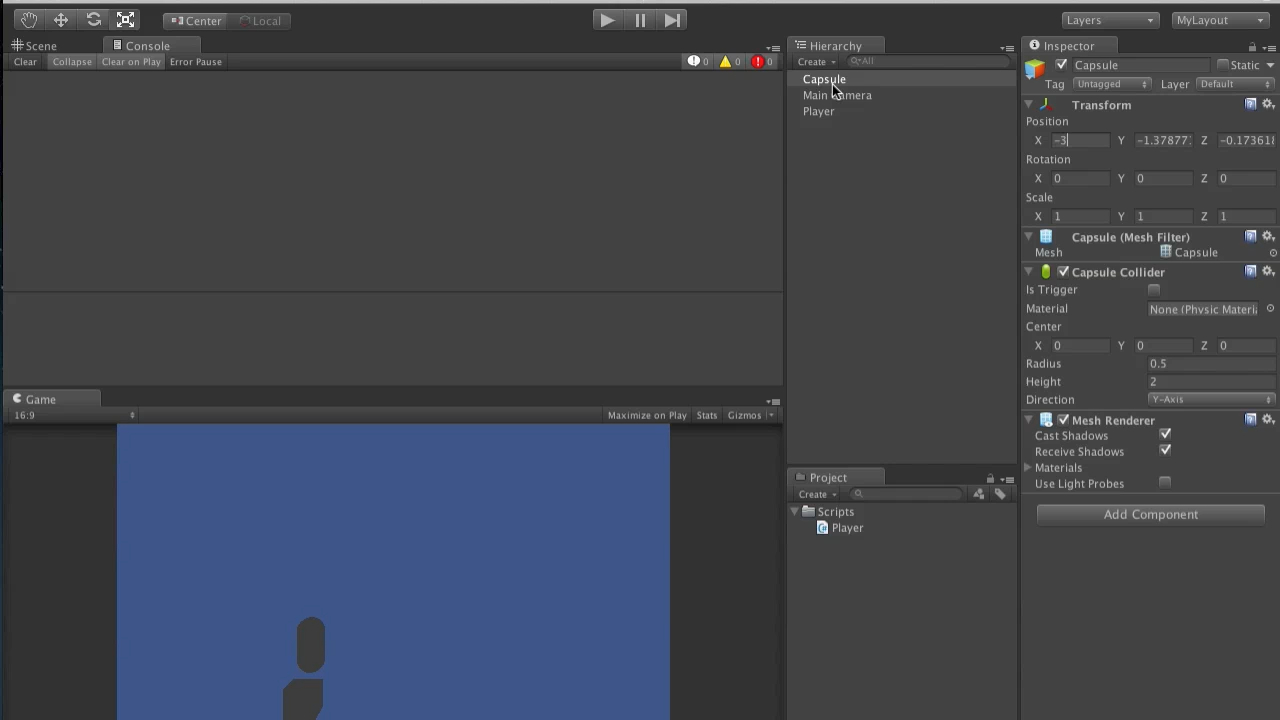 Center Local Layers MyLayout
Scene Console Hierarchy Inspector
Clear Collapse Clear on Play Error Pause 0 0 0
Create All
Capsule
Main Camera
Player
Capsule Static
Tag Untagged Layer Default
Transform
Position
X -3 Y -1.37877 Z -0.17361
Rotation
X 0 Y 0 Z 0
Scale
X 1 Y 1 Z 1
Capsule (Mesh Filter)
Mesh Capsule
Capsule Collider
Is Trigger
Material None (Physic Materi
Center
X 0 Y 0 Z 0
Radius 0.5
Height 2
Direction Y-Axis
Mesh Renderer
Cast Shadows
Receive Shadows
Materials
Use Light Probes
Add Component
Game
16:9 Maximize on Play Stats Gizmos
Project
Create
Scripts
Player